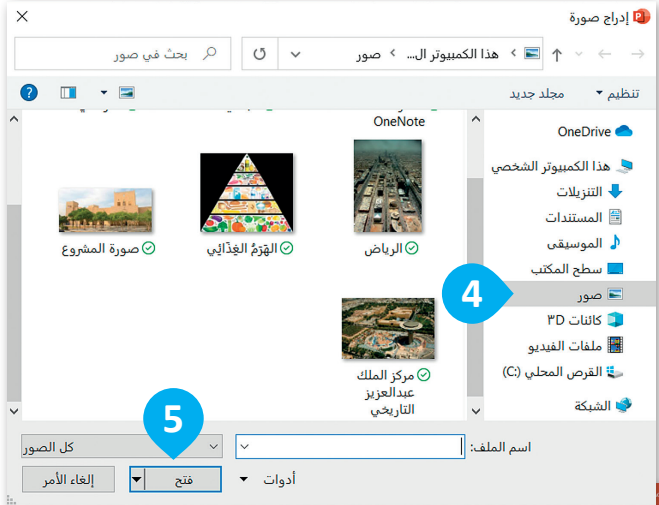 إدراج صورة
هذا الكمبيوتر ال... صور
بحث في صور
تنظيم
مجلد جديد
OneDrive
هذا الكمبيوتر الشخصي
التنزيلات
المستندات
الموسيقى
سطح المكتب
صور
كائنات ٣D
ملفات الفيديو
القرص المحلي (C:)
الشبكة
4
OneNote
الرياض
الهَرَمُ الغِذَائِي
صورة المشروع
مركز الملك
عبدالعزيز
التاريخي
5
اسم الملف:
كل الصور
أدوات
فتح
إلغاء الأمر